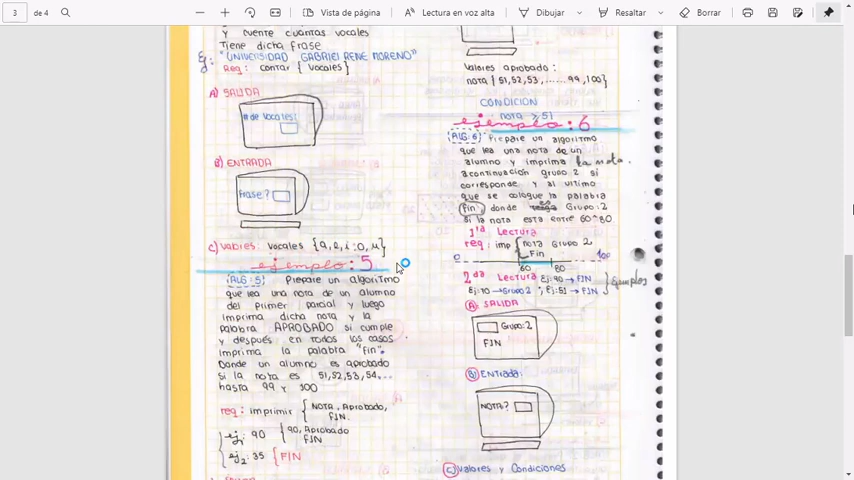 3 de 4
Vista de página
Lectura en voz alta
Dibujar
Resaltar
Borrar
y fuente cuantas vocales
Tiene dicha frase
Ej: "UNIVERSIDAD GABRIEL RENE MORENO"
Req: contar { vocales}
A) SALIDA
# de vocales:
B) ENTRADA
Frase?
C) valores: vocales {a, e, i, o, u}
ejemplo: 5
(ALG: 5) Prepare un algoritmo
que lea una nota de un alumno
del primer parcial y luego
imprima dicha nota y la
palabra APROBADO si cumple
y después en todos los casos
imprima la palabra "fin".
Donde un alumno es aprobado
si la nota es 51, 52, 53, 54, ...
hasta 99 y 100
req: imprimir { NOTA, Aprobado,
FIN.
ej1: 90 { 90, Aprobado
FIN
ej2: 35 { FIN
Valores aprobado:
nota {51, 52, 53, ...... 99, 100}
CONDICION
nota > 51
ejemplo: 6
(ALG: 6) Prepare un algoritmo
que lea una nota de un
alumno y imprima la nota.
acontinuación grupo 2 si
corresponde y al ultimo
que se coloque la palabra
Fin donde Grupo: 2
si la nota esta entre 60 ^ 80
1ra Lectura
req: imp { nota Grupo 2
Fin
0 100
60 80
2da Lectura Ej: 40 → FIN
Ej: 70 → Grupo 2 ; Ej: 51 → FIN } Ejemplos
A) SALIDA
Grupo: 2
FIN
B) Entrada:
NOTA?
C) Valores y Condiciones